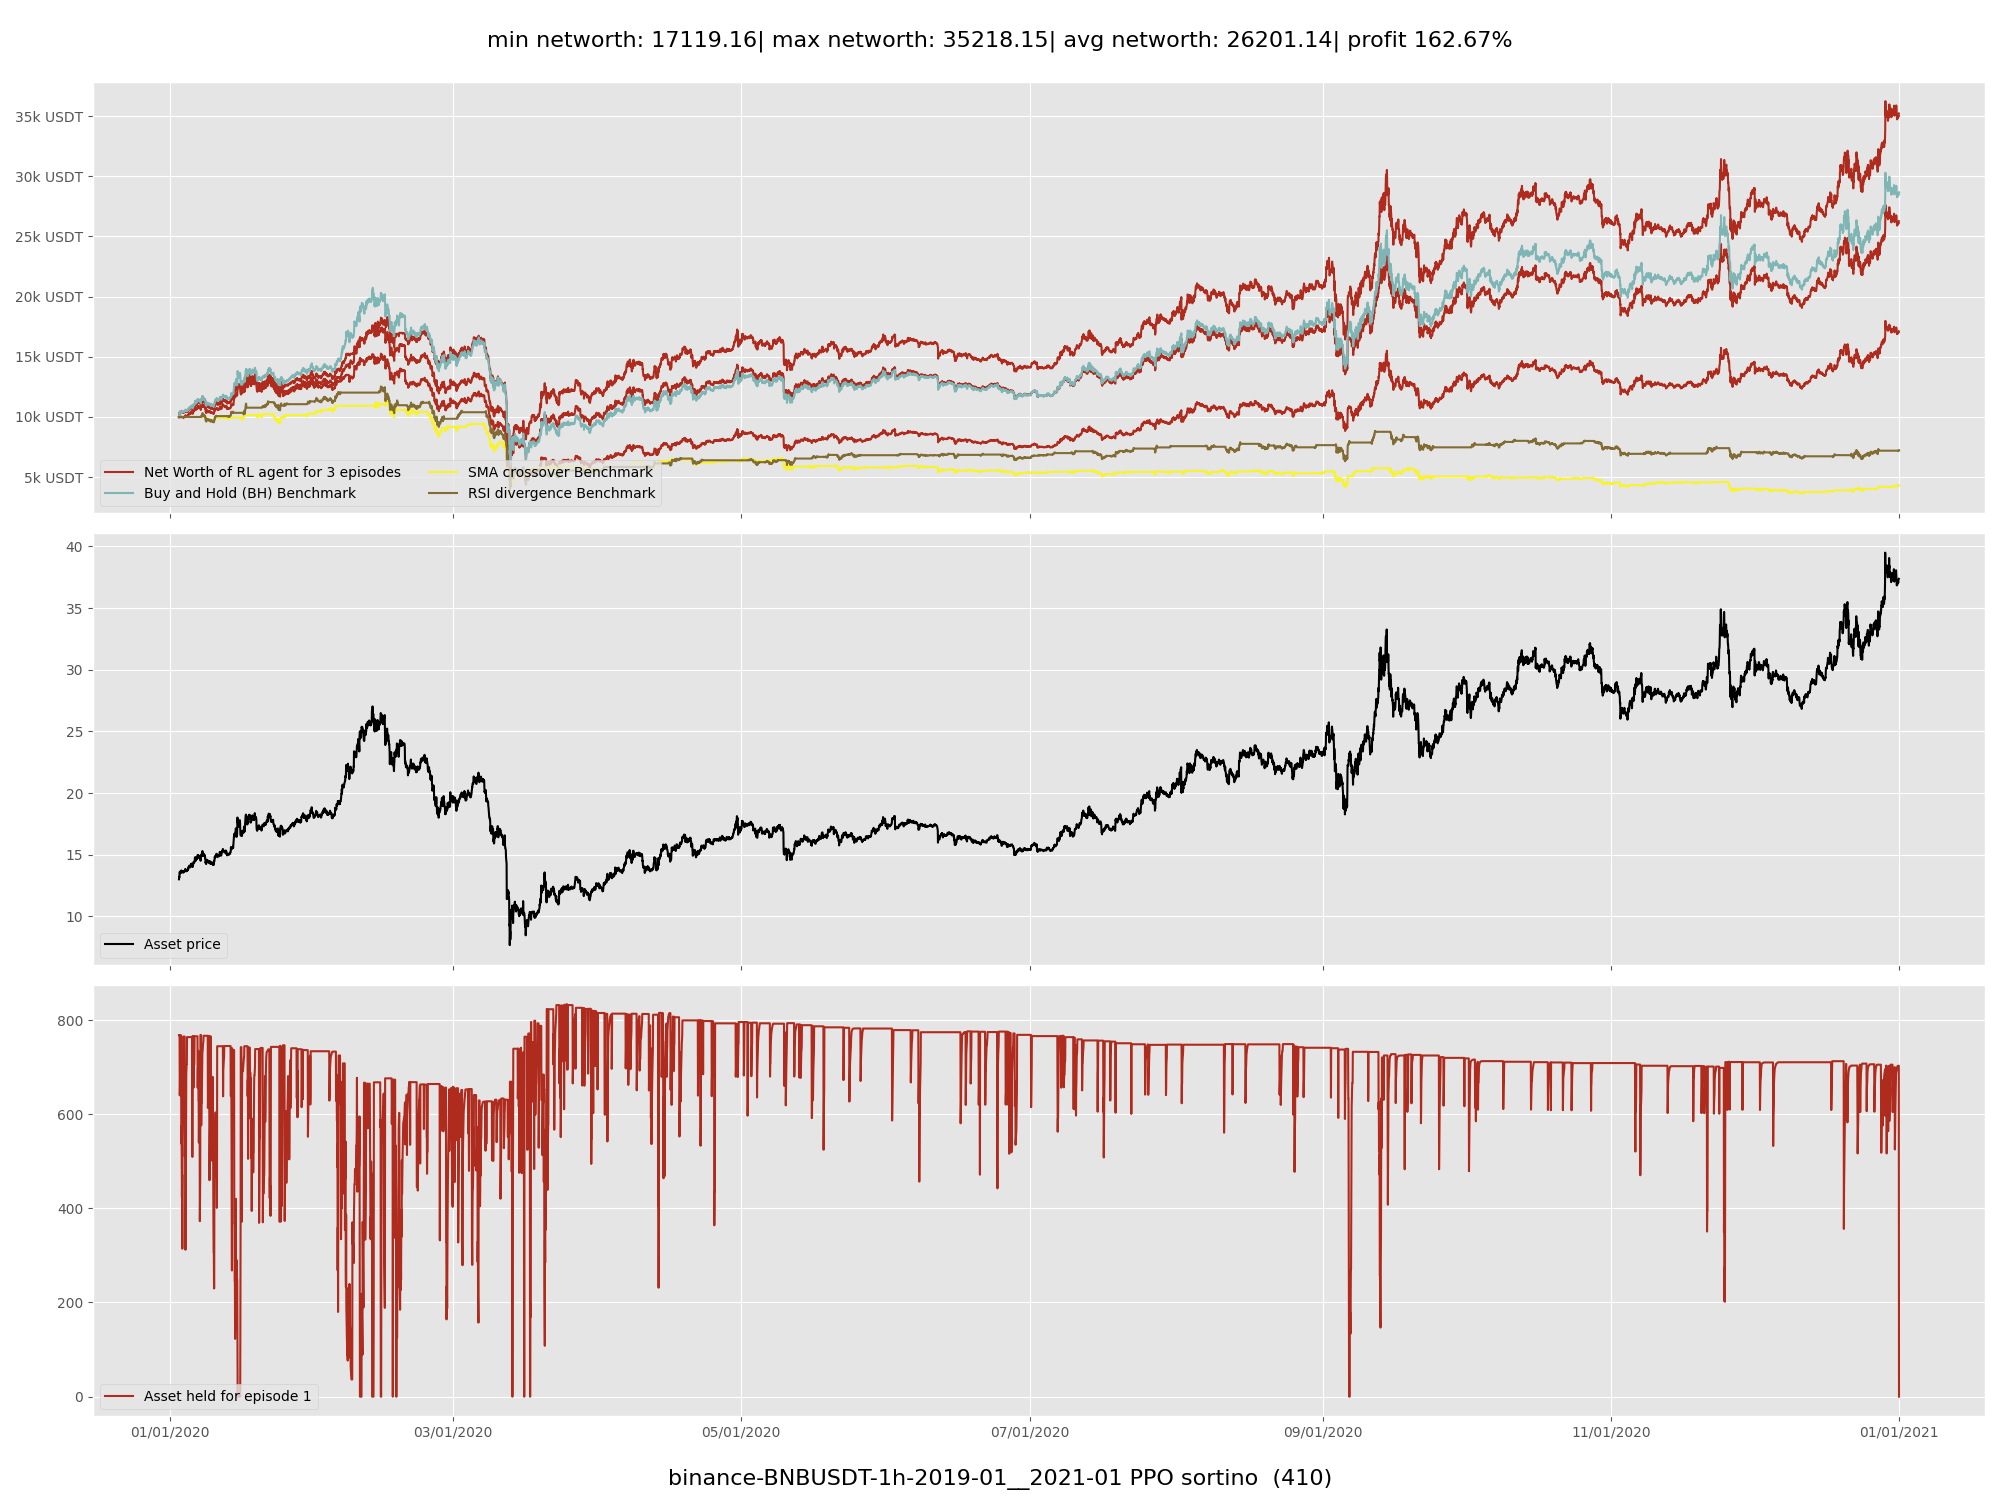 min networth: 17119.16| max networth: 35218.15| avg networth: 26201.14| profit 162.67%
35k USDT
30k USDT
25k USDT
20k USDT
15k USDT
10k USDT
5k USDT
Net Worth of RL agent for 3 episodes
Buy and Hold (BH) Benchmark
SMA crossover Benchmark
RSI divergence Benchmark
40
35
30
25
20
15
10
Asset price
800
600
400
200
0
Asset held for episode 1
01/01/2020 03/01/2020 05/01/2020 07/01/2020 09/01/2020 11/01/2020 01/01/2021
binance-BNBUSDT-1h-2019-01__2021-01 PPO sortino (410)